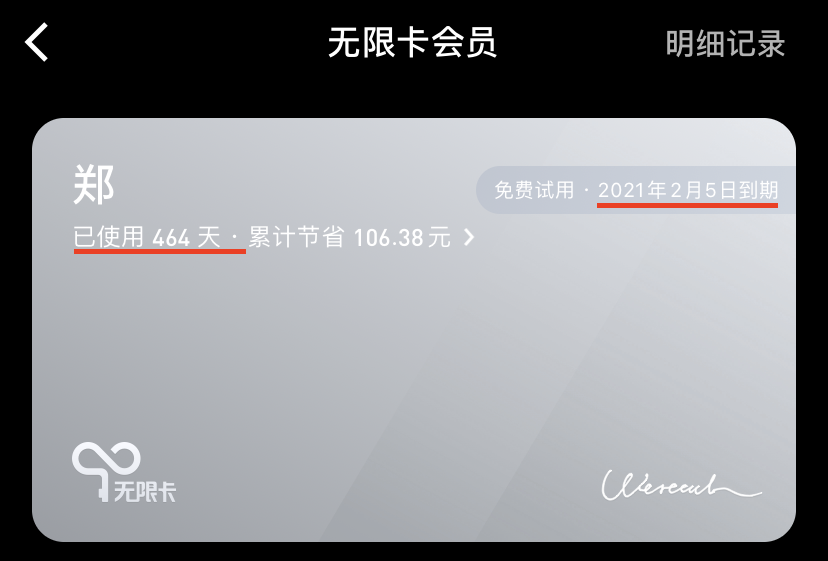 无限卡会员
明细记录
郑
免费试用 · 2021年2月5日到期
已使用 464 天 · 累计节省 106.38元
无限卡